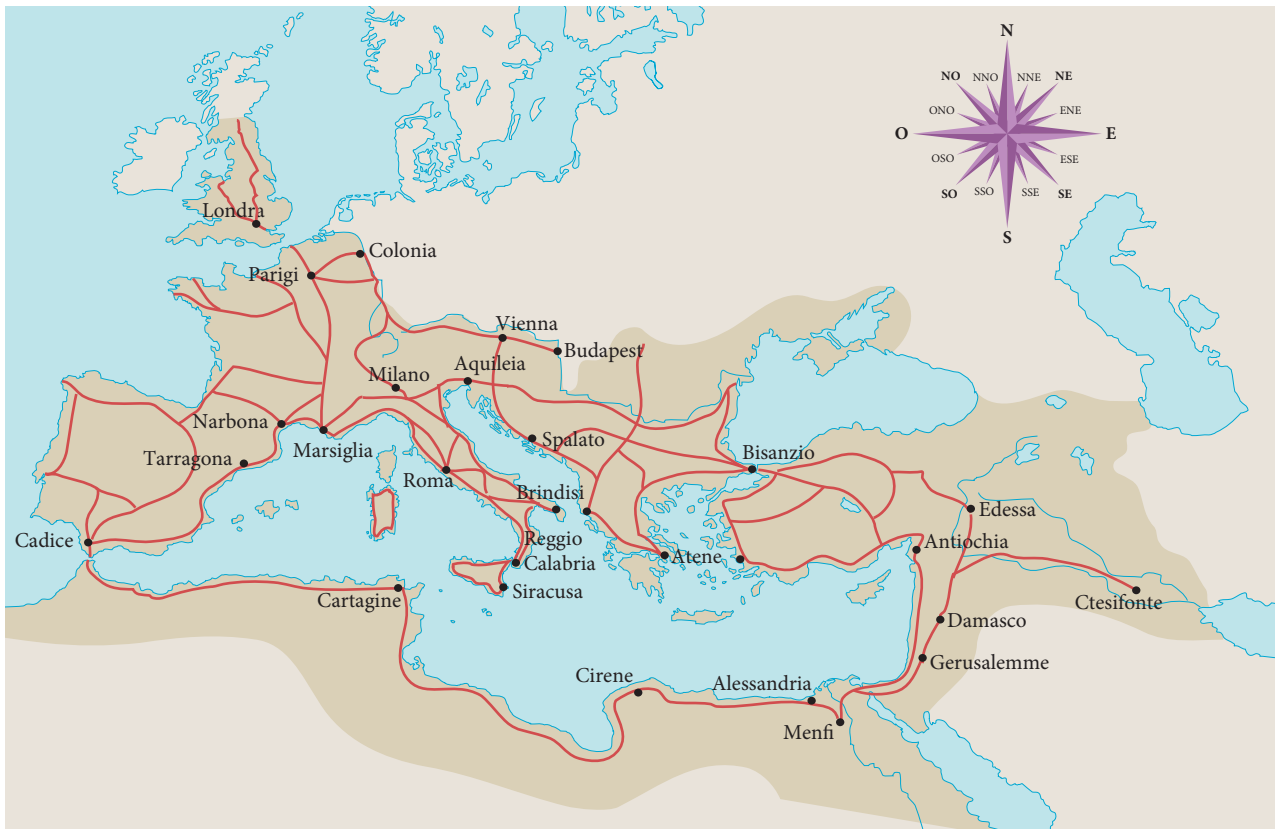 N
NO
NNO
NNE
NE
ONO
ENE
O
E
OSO
ESE
SO
SSO
SSE
SE
S
Londra
Colonia
Parigi
Vienna
Budapest
Aquileia
Milano
Narbona
Marsiglia
Spalato
Tarragona
Bisanzio
Roma
Brindisi
Edessa
Cadice
Reggio
Calabria
Antiochia
Atene
Siracusa
Cartagine
Ctesifonte
Damasco
Gerusalemme
Cirene
Alessandria
Menfi